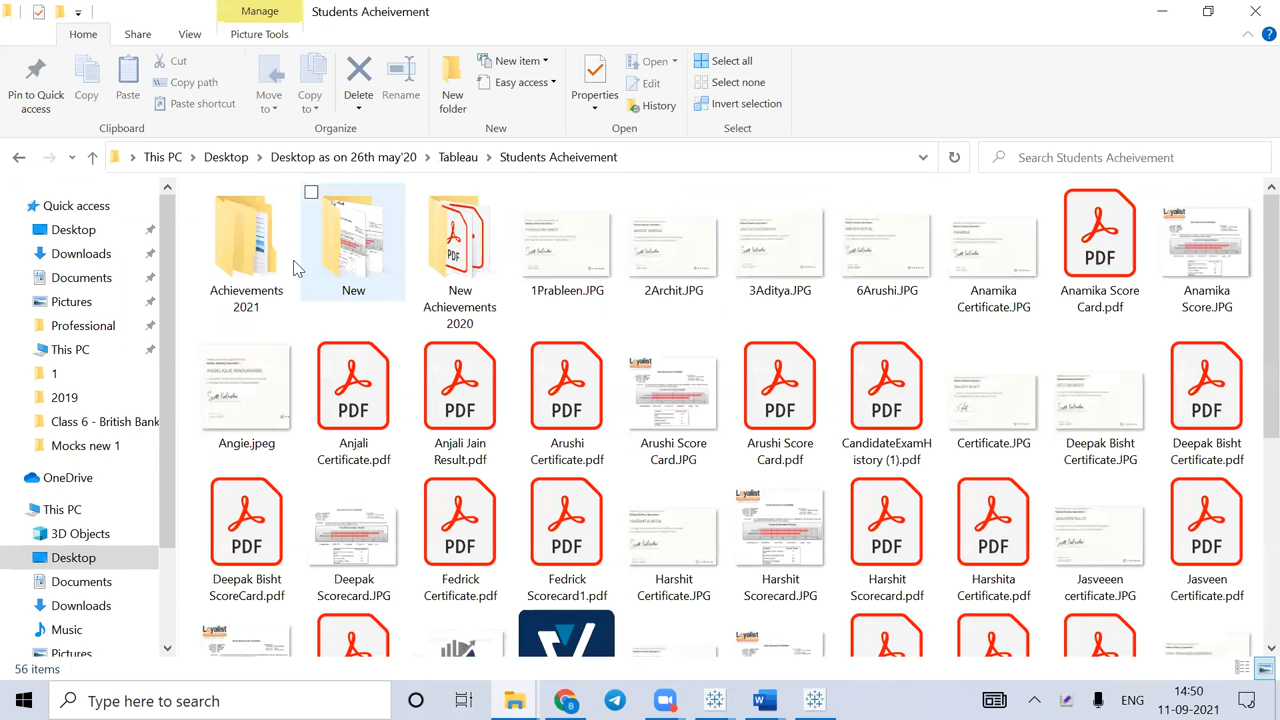 Manage
Students Acheivement
Home
Share
View
Picture Tools
Pin to Quick access
Copy
Paste
Cut
Copy path
Paste shortcut
Clipboard
Move to
Copy to
Delete
Rename
Organize
New folder
New item
Easy access
New
Properties
Open
Edit
History
Open
Select all
Select none
Invert selection
Select
This PC > Desktop > Desktop as on 26th may'20 > Tableau > Students Acheivement
Search Students Acheivement
Quick access
Desktop
Downloads
Documents
Pictures
Professional
This PC
1
2019
Class 6 - British Bank
Mocks new 1
OneDrive
This PC
3D Objects
Desktop
Documents
Downloads
Music
Pictures
Achievements
2021
New
New
Achievements
2020
1Prableen.JPG
2Archit.JPG
3Aditya.JPG
6Arushi.JPG
Anamika
Certificate.JPG
Anamika Score
Card.pdf
Anamika
Score.JPG
Angie.jpeg
Anjali
Certificate.pdf
Anjali Jain
Result.pdf
Arushi
Certificate.pdf
Arushi Score
Card.JPG
Arushi Score
Card.pdf
CandidateExamH
istory (1).pdf
Certificate.JPG
Deepak Bisht
Certificate.JPG
Deepak Bisht
Certificate.pdf
Deepak Bisht
ScoreCard.pdf
Deepak
Scorecard.JPG
Fedrick
Certificate.pdf
Fedrick
Scorecard1.pdf
Harshit
Certificate.JPG
Harshit
Scorecard.JPG
Harshit
Scorecard.pdf
Harshita
Certificate.pdf
Jasveeen
certificate.JPG
Jasveen
Certificate.pdf
PDF
PDF
PDF
PDF
PDF
PDF
PDF
PDF
PDF
PDF
PDF
PDF
PDF
PDF
Loyalist
Loyalist
Loyalist
Loyalist
Loyalist
56 items
Type here to search
ENG
14:50
11-09-2021